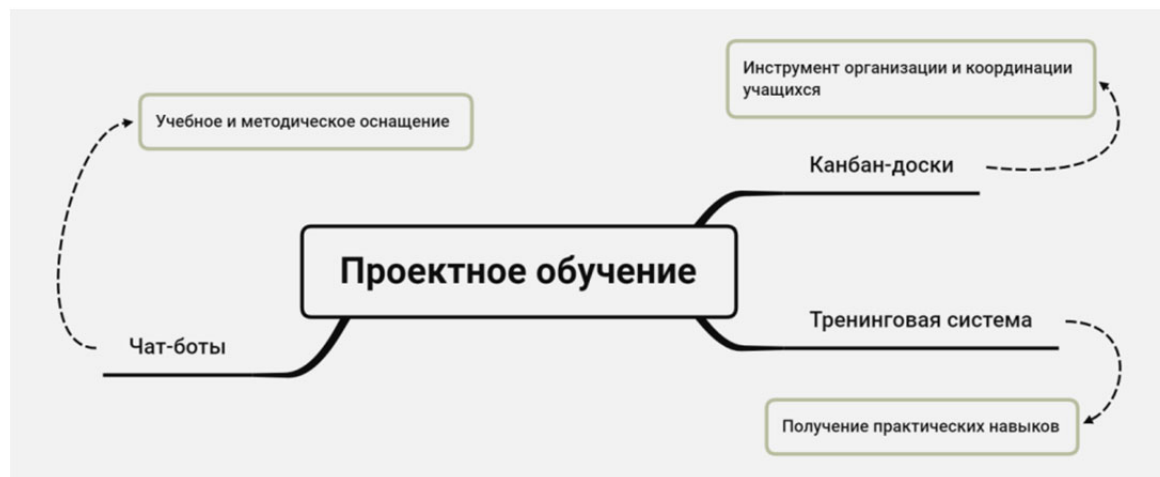 Инструмент организации и координации
учащихся
Учебное и методическое оснащение
Канбан-доски
Проектное обучение
Тренинговая система
Чат-боты
Получение практических навыков